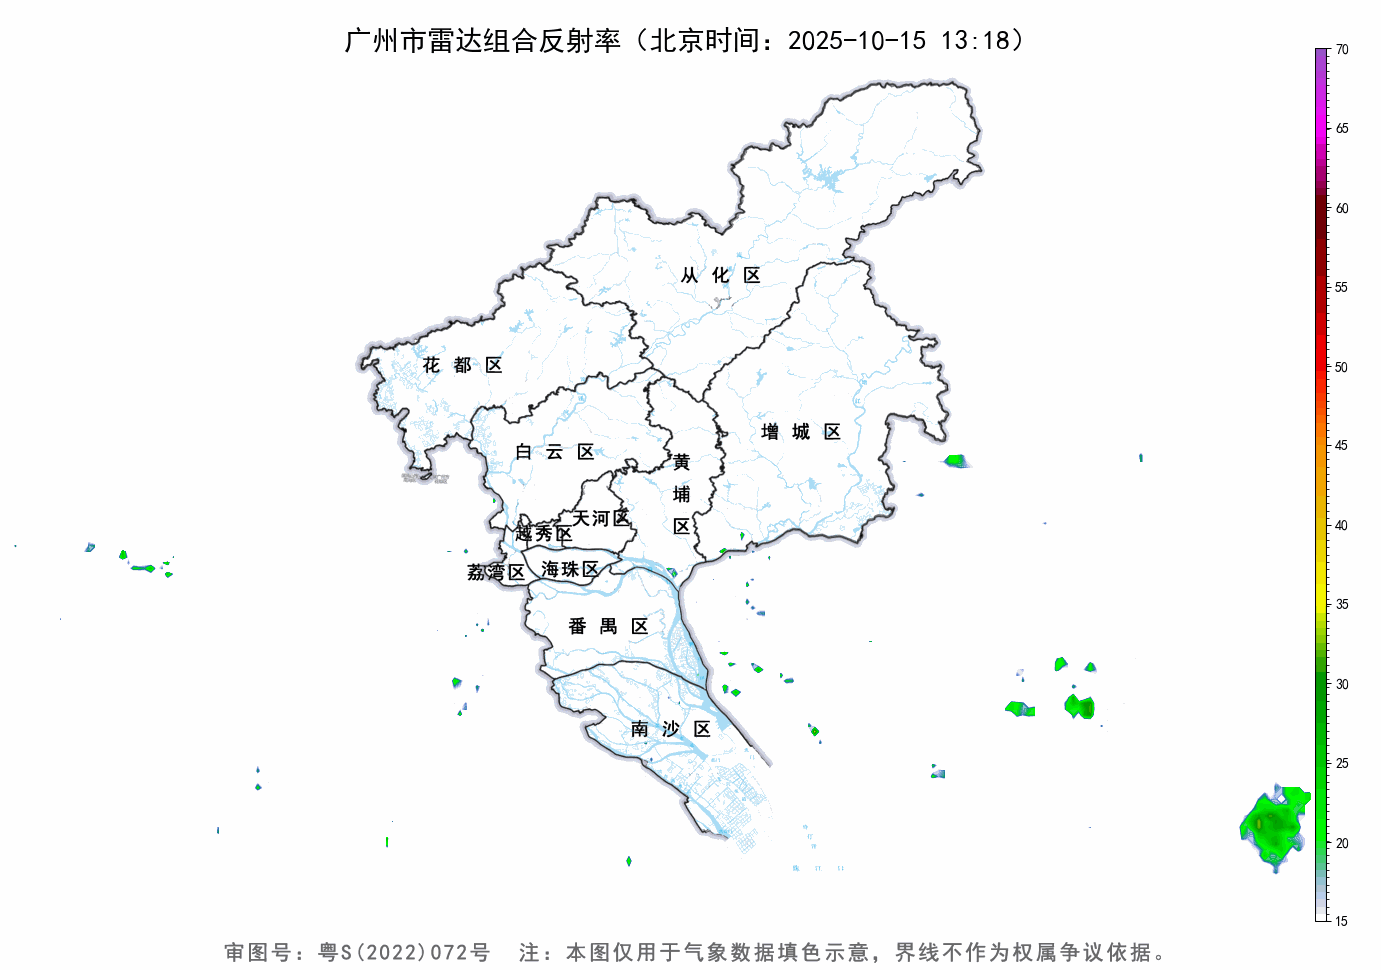 广州市雷达组合反射率（北京时间：2025-10-15 13:18）
70
65
60
55
50
45
40
35
30
25
20
15
从化区
花都区
增城区
白云区
黄埔区
天河区
越秀区
荔湾区
海珠区
番禺区
南沙区
审图号：粤S(2022)072号 注：本图仅用于气象数据填色示意，界线不作为权属争议依据。